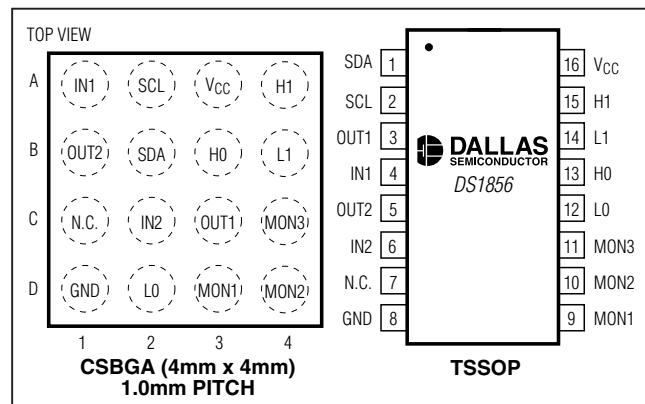 TOP VIEW
A IN1 SCL VCC H1
B OUT2 SDA H0 L1
C N.C. IN2 OUT1 MON3
D GND L0 MON1 MON2
1 2 3 4
CSBGA (4mm x 4mm)
1.0mm PITCH
SDA 1 16 VCC
SCL 2 15 H1
OUT1 3 14 L1
IN1 4 13 H0
OUT2 5 12 L0
IN2 6 11 MON3
N.C. 7 10 MON2
GND 8 9 MON1
DALLAS
SEMICONDUCTOR
DS1856
TSSOP